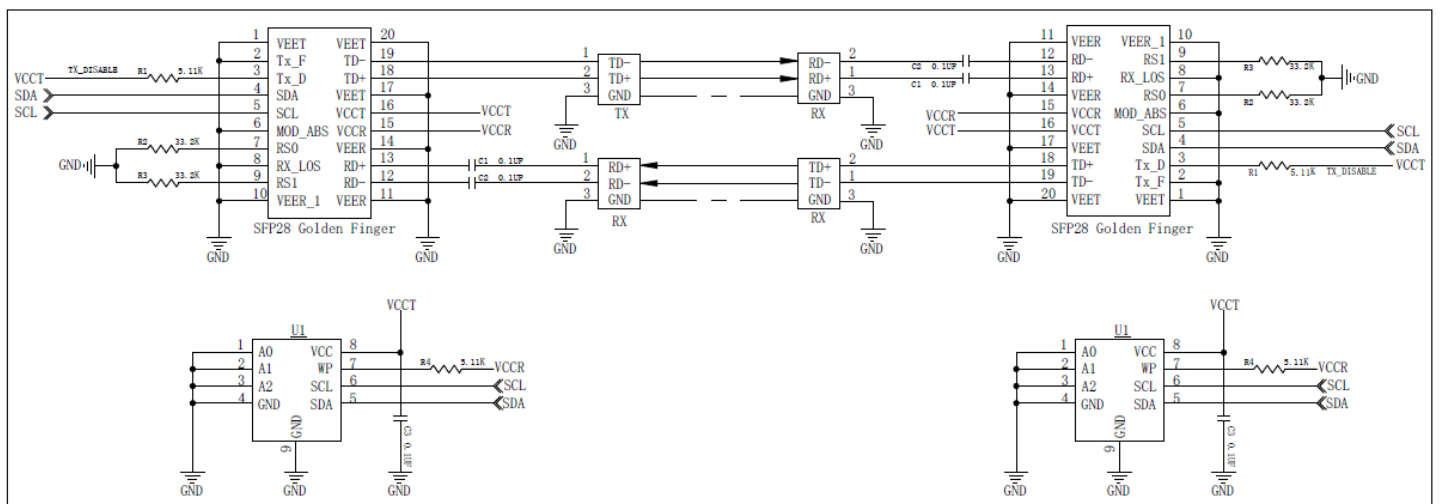 1 VEET VEET 20
2 Tx_F TD- 19
VCCT TX_DISABLE R1 5.11K 3 Tx_D TD+ 18
SDA 4 SDA VEET 17
SCL 5 SCL VCCT 16 VCCT
6 MOD_ABS VCCR 15 VCCR
R2 33.2K 7 RS0 VEER 14
GND 8 RX_LOS RD+ 13 C1 0.1UF
R3 33.2K 9 RS1 RD- 12 C2 0.1UF
10 VEER_1 VEER 11
SFP28 Golden Finger
GND
GND
1 TD-
2 TD+
3 GND
TX
GND
RD- 2
RD+ 1
GND 3
RX
GND
1 RD+
2 RD-
3 GND
RX
GND
TD+ 2
TD- 1
GND 3
RX
GND
11 VEER VEER_1 10
C2 0.1UF 12 RD- RS1 9 R3 33.2K
C1 0.1UF 13 RD+ RX_LOS 8 GND
14 VEER RS0 7 R2 33.2K
VCCR 15 VCCR MOD_ABS 6
VCCT 16 VCCT SCL 5 SCL
17 VEET SDA 4 SDA
18 TD+ Tx_D 3 R1 5.11K TX_DISABLE VCCT
19 TD- Tx_F 2
20 VEET VEET 1
SFP28 Golden Finger
GND
GND
VCCT
U1
1 A0 VCC 8
2 A1 WP 7 R4 5.11K VCCR
3 A2 SCL 6 SCL
4 GND SDA 5 SDA
GND
9
C3 0.1UF
GND
GND
GND
VCCT
U1
1 A0 VCC 8
2 A1 WP 7 R4 5.11K VCCR
3 A2 SCL 6 SCL
4 GND SDA 5 SDA
GND
9
C3 0.1UF
GND
GND
GND